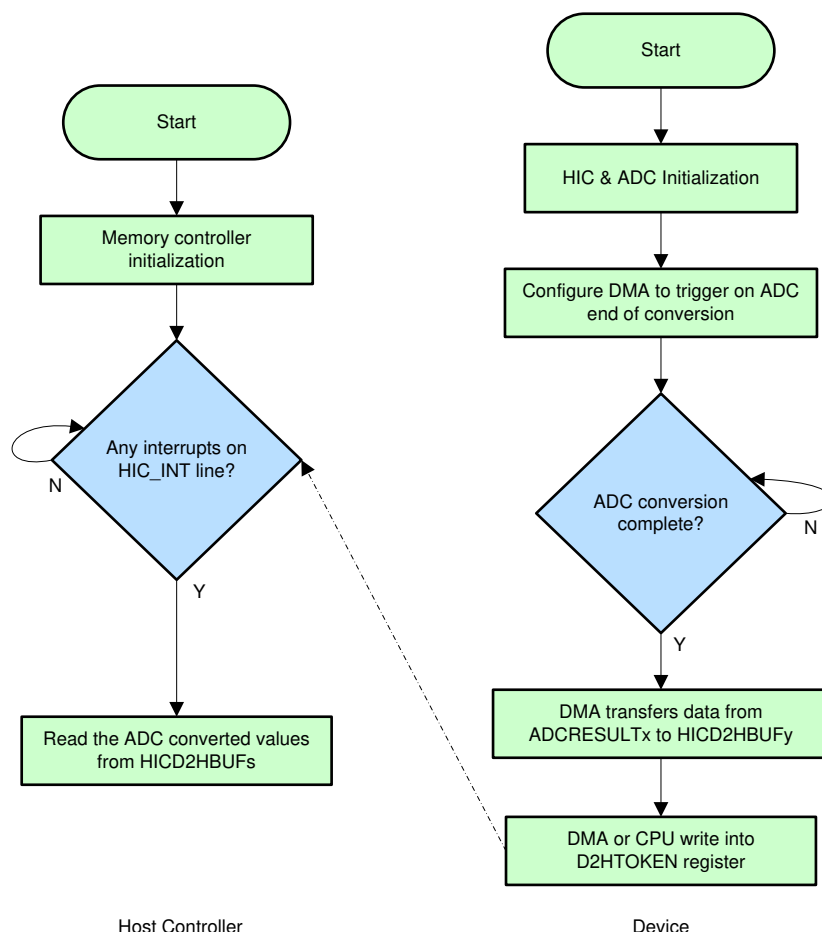 Start
Memory controller
initialization
Any interrupts on
HIC_INT line?
N
Y
Read the ADC converted values
from HICD2HBUFs
Host Controller
Start
HIC & ADC Initialization
Configure DMA to trigger on ADC
end of conversion
ADC conversion
complete?
N
Y
DMA transfers data from
ADCRESULTx to HICD2HBUFy
DMA or CPU write into
D2HTOKEN register
Device